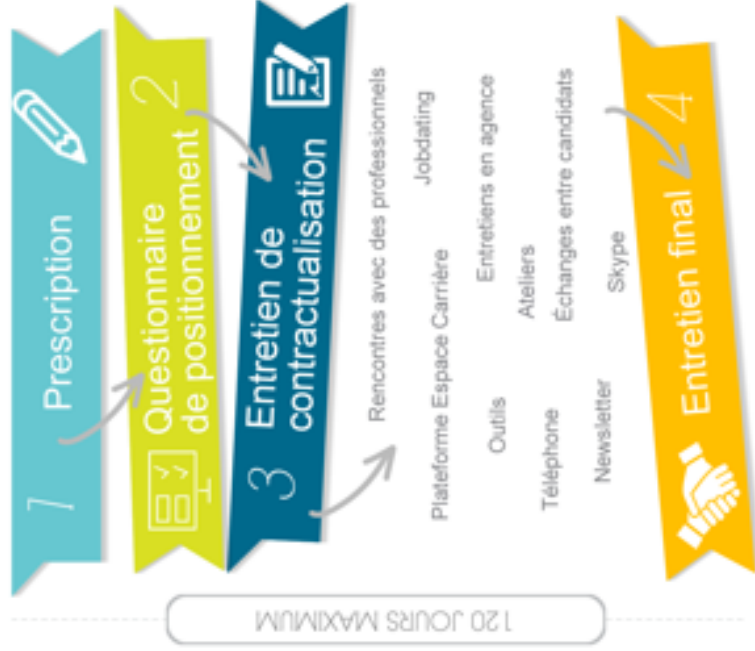 1 Prescription
2
Questionnaire
de positionnement
3
Entretien de
contractualisation
Rencontres avec des professionnels
Plateforme Espace Carrière
Jobdating
Outils
Entretiens en agence
Ateliers
Téléphone
Échanges entre candidats
Newsletter
Skype
Entretien final 4
120 JOURS MAXIMUM